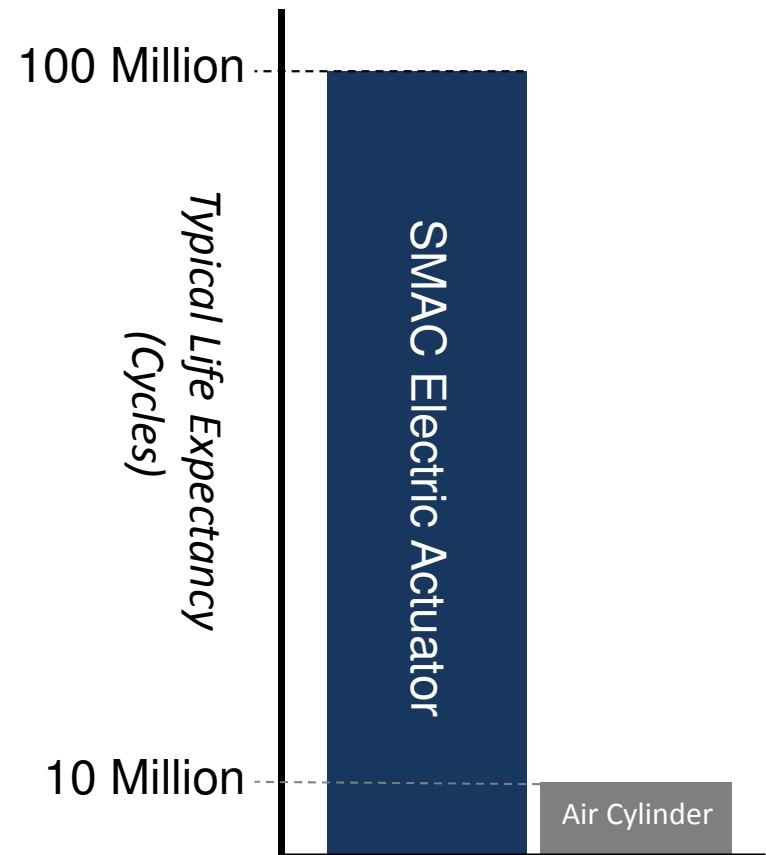 100 Million
Typical Life Expectancy
(Cycles)
SMAC Electric Actuator
10 Million
Air Cylinder